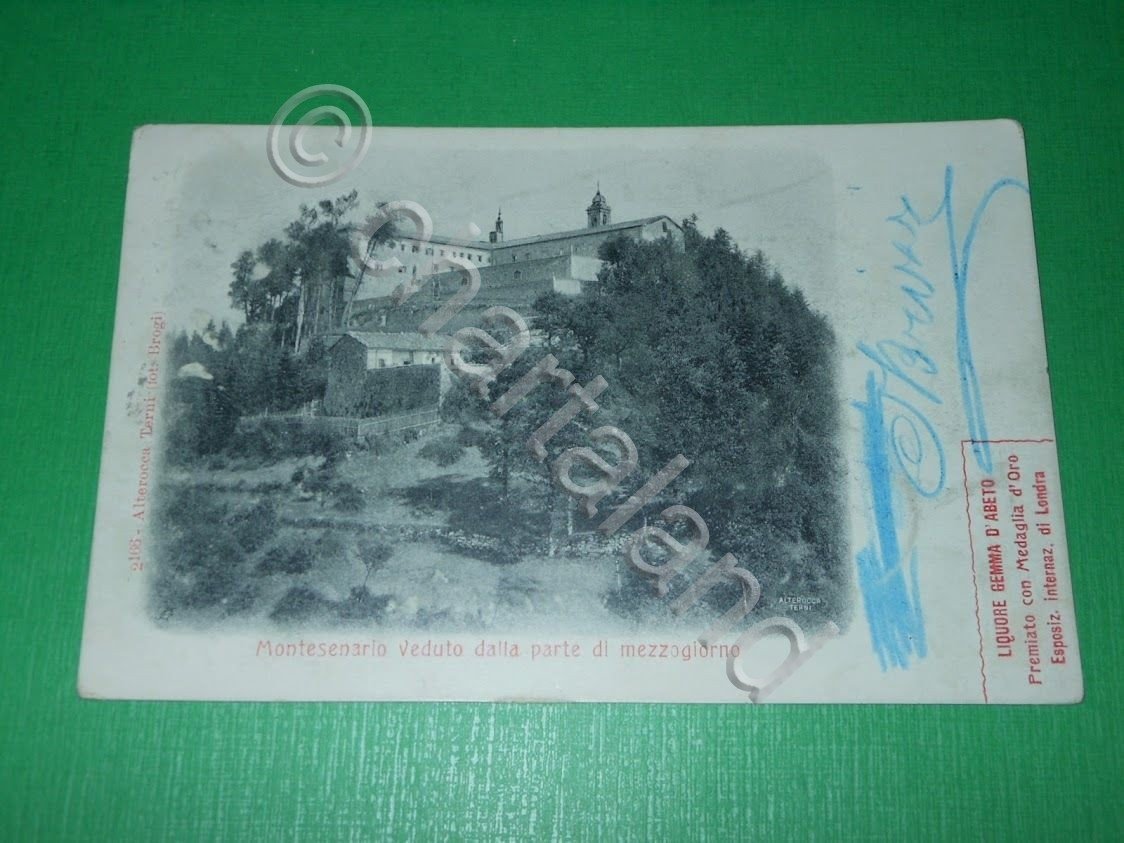 © chartaland
2166 - Alterocca Terni (fot. Brogi)
ALTEROCCA
TERNI
Montesenario Veduto dalla parte di mezzogiorno
LIQUORE GEMMA D'ABETO
Premiato con Medaglia d'Oro
Esposiz. internaz. di Londra